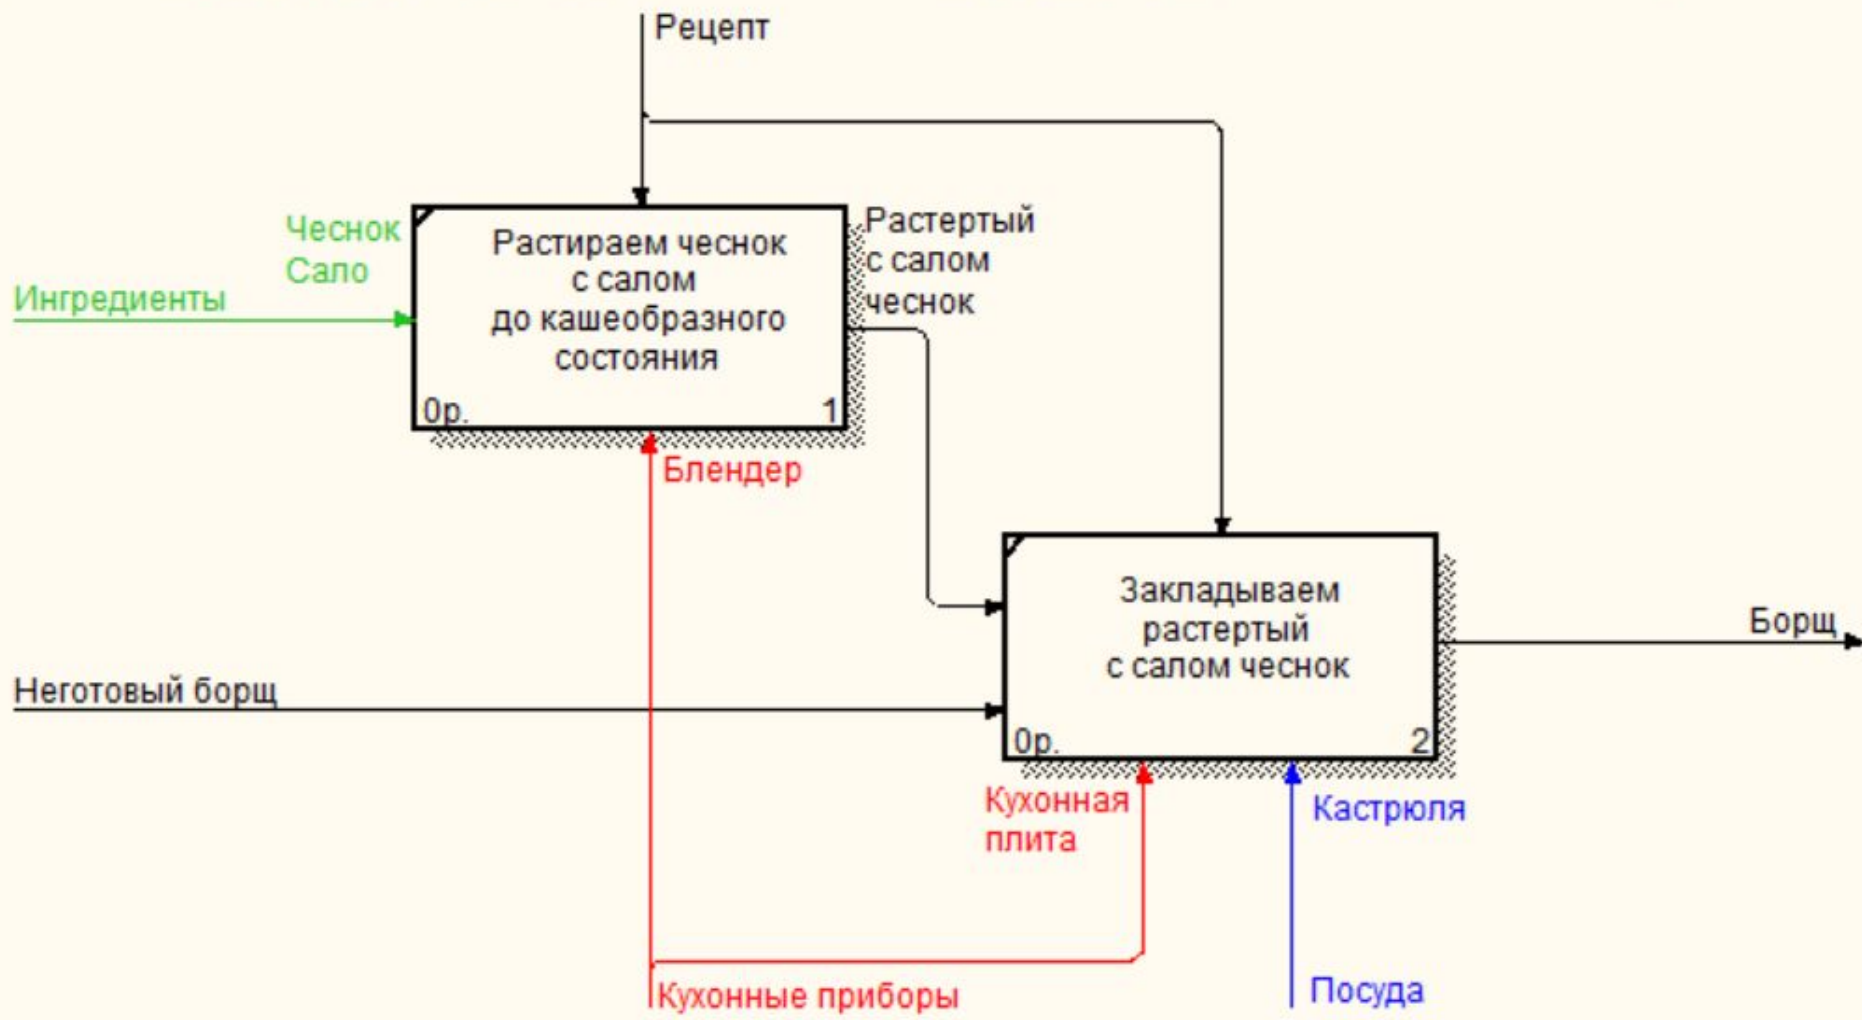 Рецепт
Чеснок
Сало
Ингредиенты
Растираем чеснок
с салом
до кашеобразного
состояния
0р.
1
Растертый
с салом
чеснок
Блендер
Закладываем
растертый
с салом чеснок
0р.
2
Борщ
Неготовый борщ
Кухонная
плита
Кастрюля
Кухонные приборы
Посуда